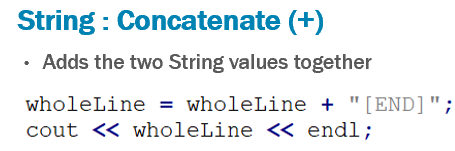 String : Concatenate (+)
• Adds the two String values together
wholeLine = wholeLine + "[END]";
cout << wholeLine << endl;